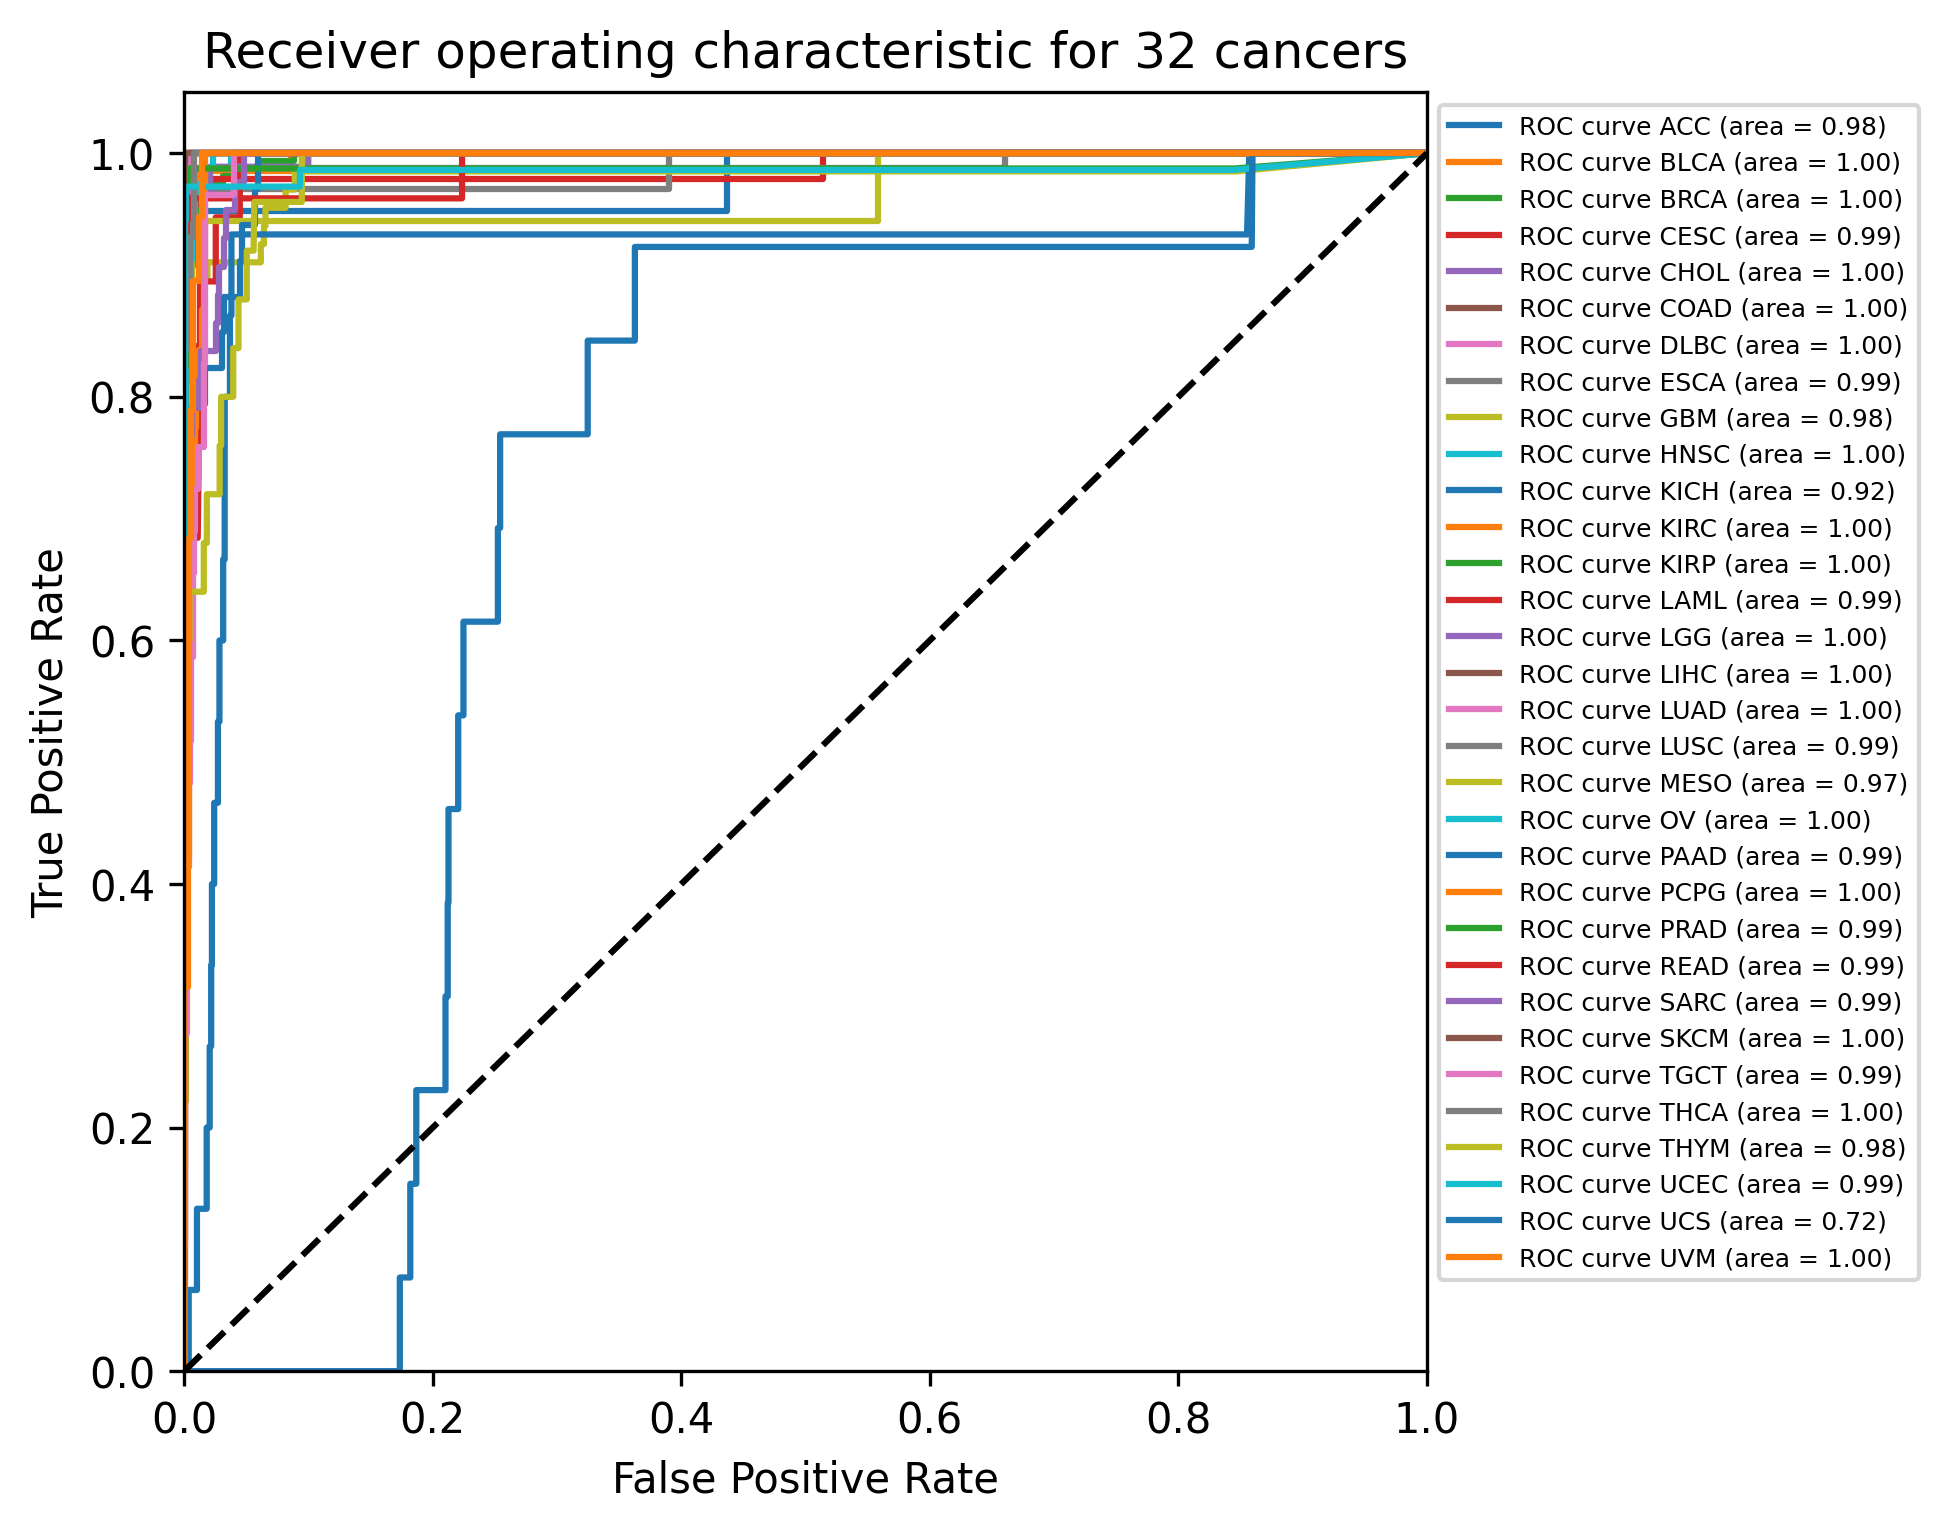 Receiver operating characteristic for 32 cancers
True Positive Rate
1.0
0.8
0.6
0.4
0.2
0.0
0.0 0.2 0.4 0.6 0.8 1.0
False Positive Rate
ROC curve ACC (area = 0.98)
ROC curve BLCA (area = 1.00)
ROC curve BRCA (area = 1.00)
ROC curve CESC (area = 0.99)
ROC curve CHOL (area = 1.00)
ROC curve COAD (area = 1.00)
ROC curve DLBC (area = 1.00)
ROC curve ESCA (area = 0.99)
ROC curve GBM (area = 0.98)
ROC curve HNSC (area = 1.00)
ROC curve KICH (area = 0.92)
ROC curve KIRC (area = 1.00)
ROC curve KIRP (area = 1.00)
ROC curve LAML (area = 0.99)
ROC curve LGG (area = 1.00)
ROC curve LIHC (area = 1.00)
ROC curve LUAD (area = 1.00)
ROC curve LUSC (area = 0.99)
ROC curve MESO (area = 0.97)
ROC curve OV (area = 1.00)
ROC curve PAAD (area = 0.99)
ROC curve PCPG (area = 1.00)
ROC curve PRAD (area = 0.99)
ROC curve READ (area = 0.99)
ROC curve SARC (area = 0.99)
ROC curve SKCM (area = 1.00)
ROC curve TGCT (area = 0.99)
ROC curve THCA (area = 1.00)
ROC curve THYM (area = 0.98)
ROC curve UCEC (area = 0.99)
ROC curve UCS (area = 0.72)
ROC curve UVM (area = 1.00)